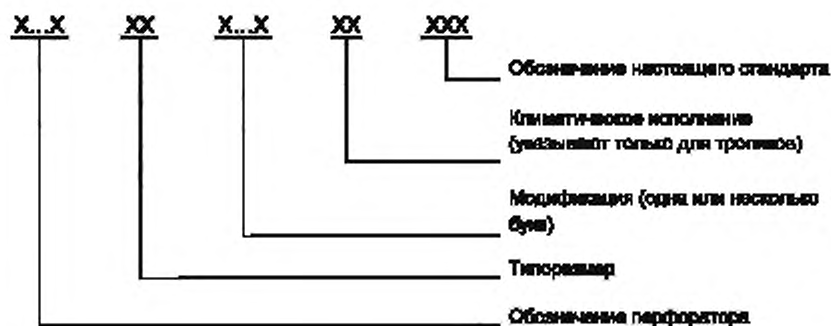 X...X XX X...X XX XXX
Обозначение настоящего стандарта
Климатическое исполнение
(указывают только для тропиков)
Модификация (одна или несколько
букв)
Типоразмер
Обозначение перфоратора